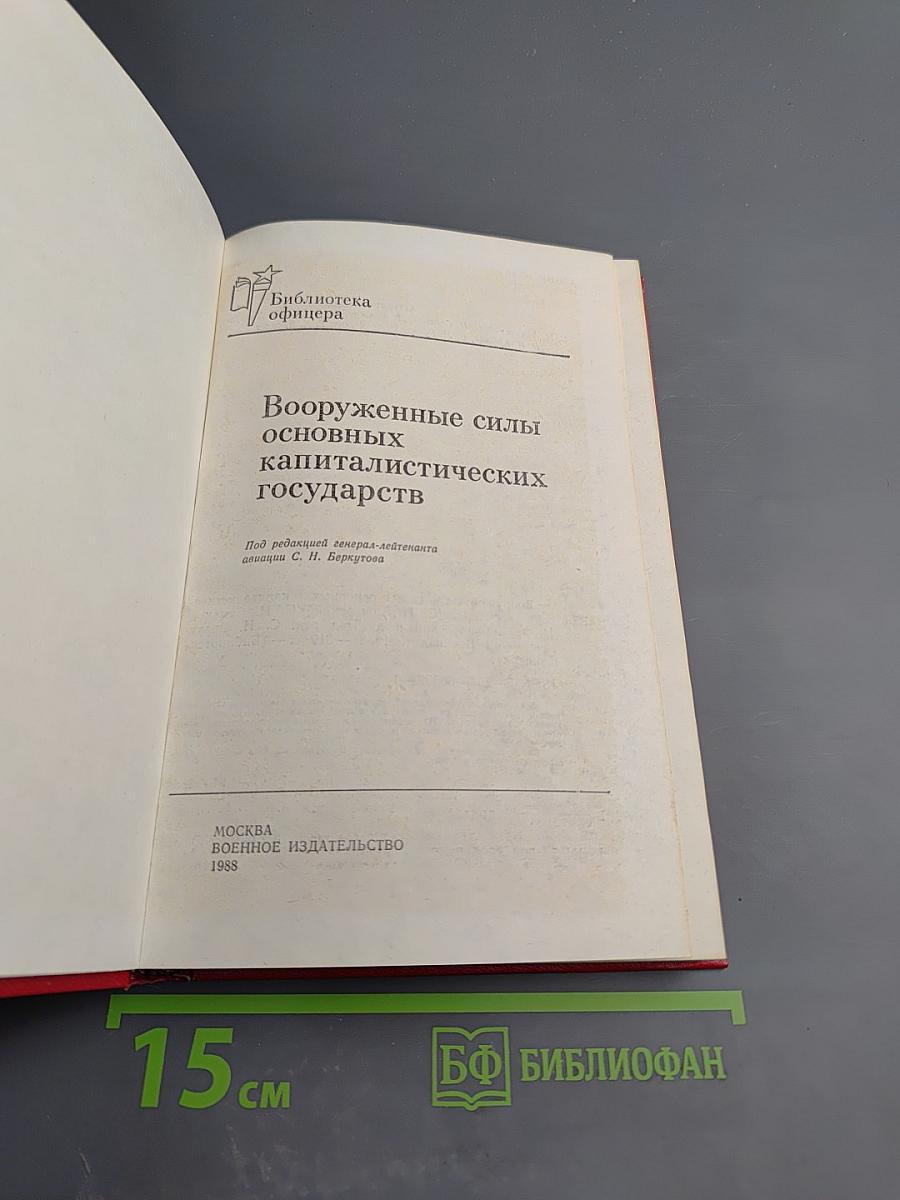 Библиотека
офицера
Вооруженные силы
основных
капиталистических
государств
Под редакцией генерал-лейтенанта
авиации С. Н. Беркутова
МОСКВА
ВОЕННОЕ ИЗДАТЕЛЬСТВО
1988
15 см
БФ БИБЛИОФАН